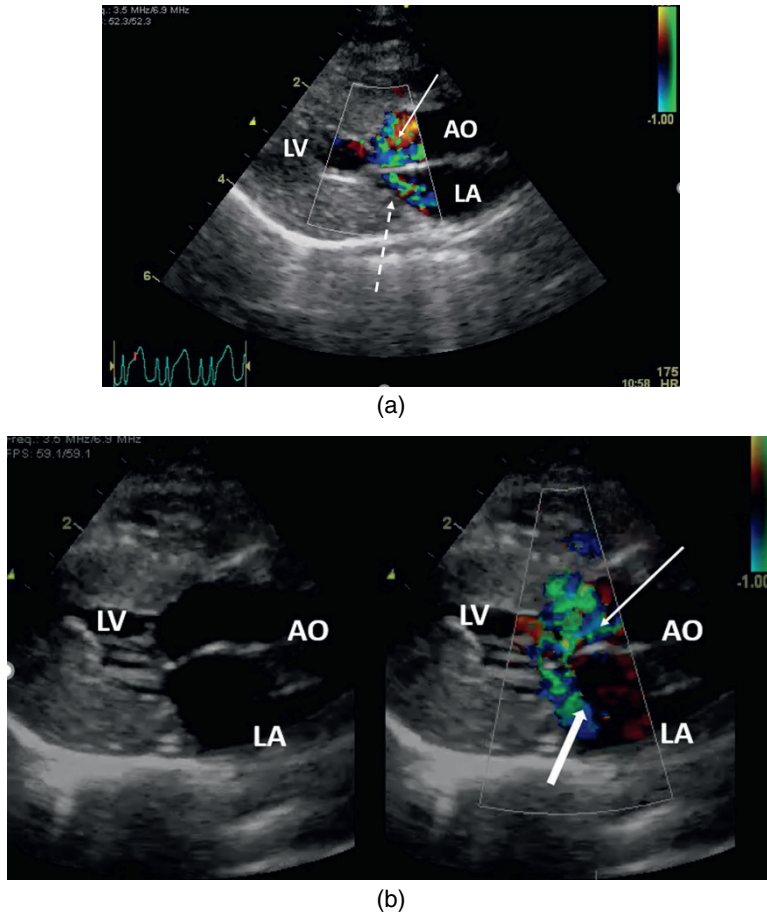 q.: 3.5 MHz/6.9 MHz
S: 52.3/52.3
2
-1.00
AO
LV
4
LA
6
175
10:58 HR
(a)
Freq.: 3.5 MHz/6.9 MHz
FPS: 59.1/59.1
2
2
-1.00
LV
AO
LV
AO
LA
LA
(b)